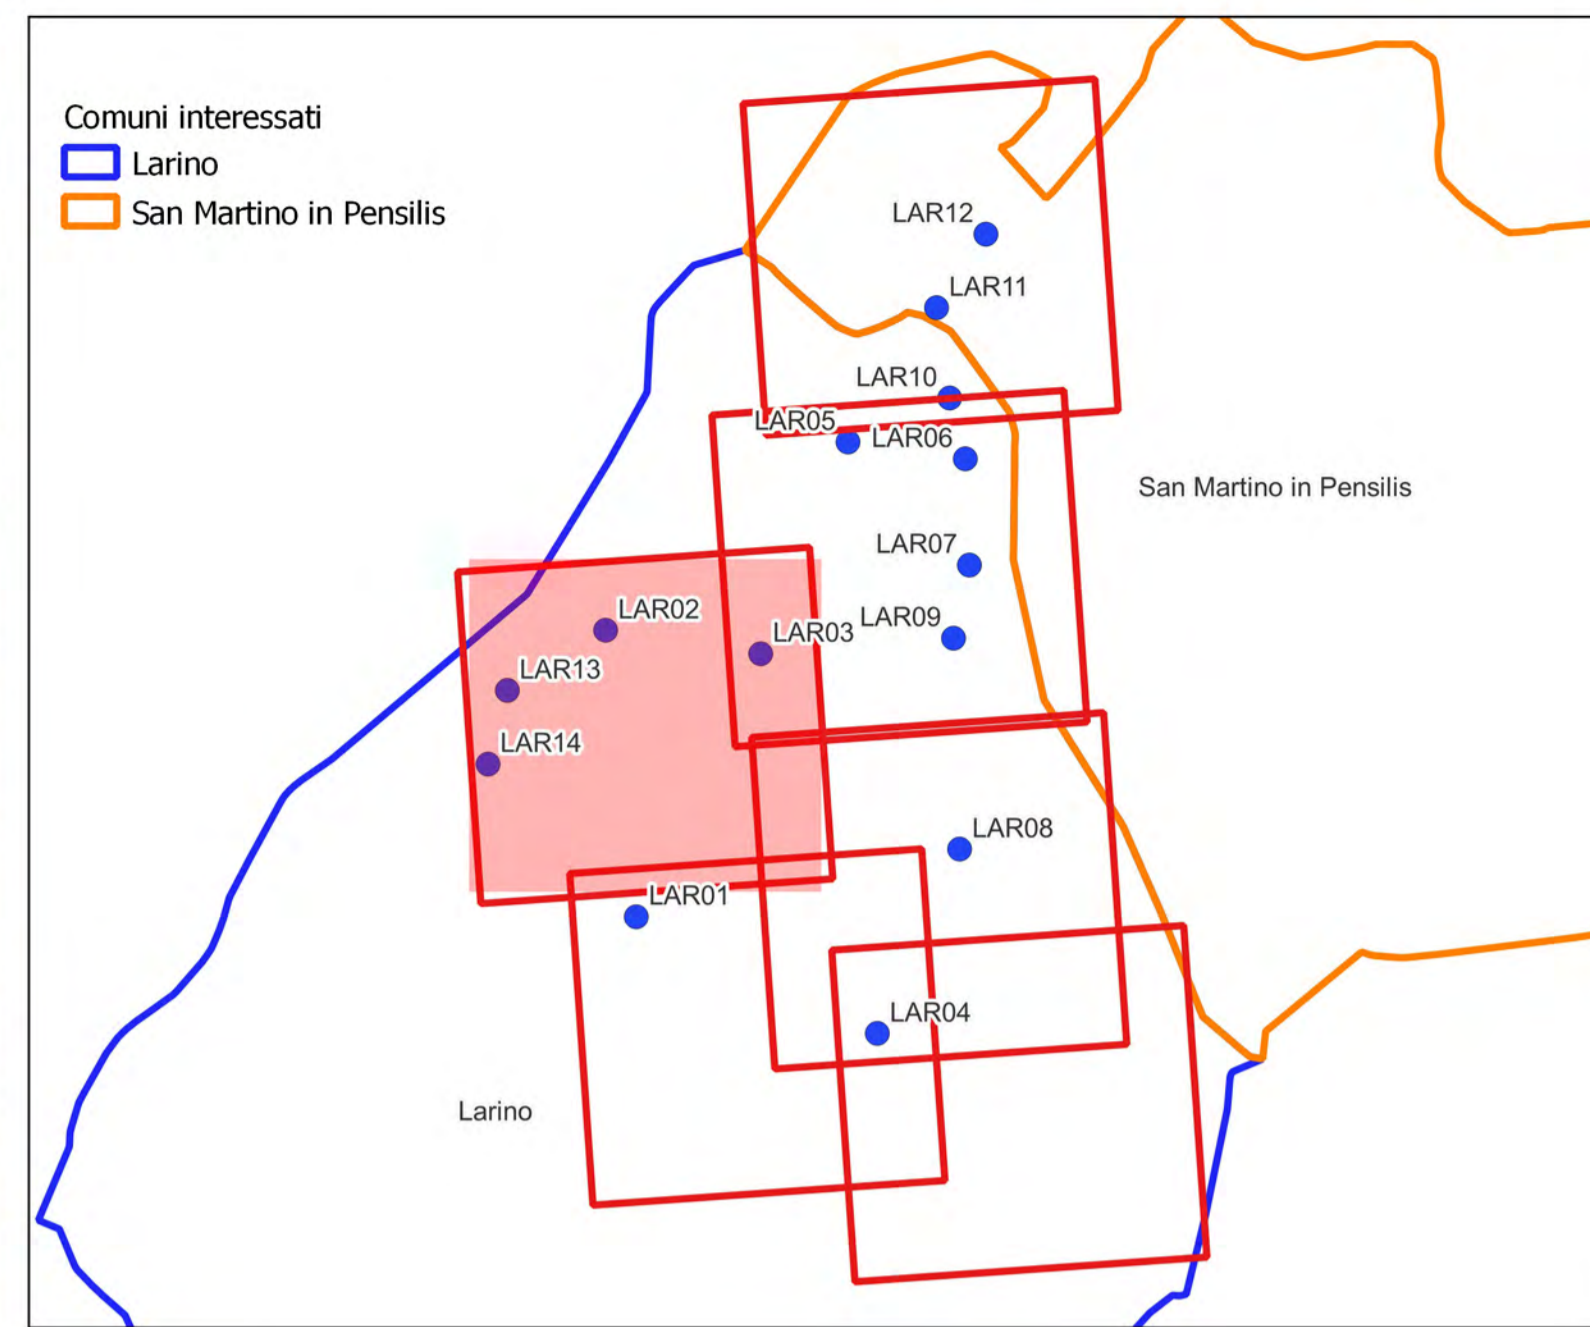 Comuni interessati
Larino
San Martino in Pensilis
LAR12
LAR11
LAR10
LAR05
LAR06
San Martino in Pensilis
LAR07
LAR02
LAR09
LAR03
LAR13
LAR14
LAR08
LAR01
LAR04
Larino